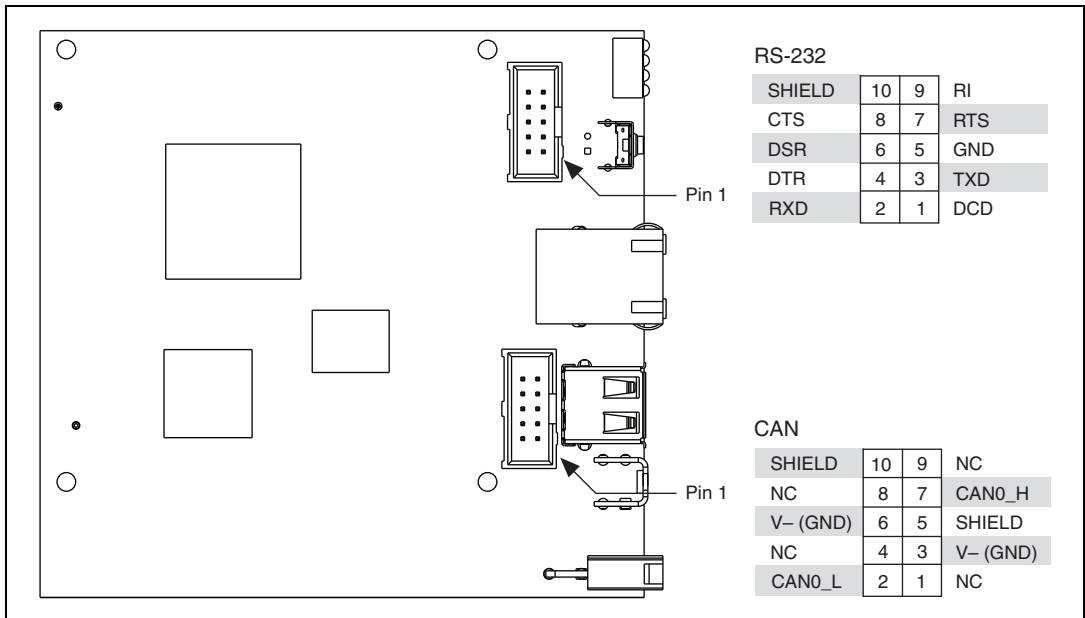 RS-232
SHIELD 10 9 RI
CTS 8 7 RTS
DSR 6 5 GND
DTR 4 3 TXD
RXD 2 1 DCD
Pin 1
CAN
SHIELD 10 9 NC
NC 8 7 CAN0_H
V– (GND) 6 5 SHIELD
NC 4 3 V– (GND)
CAN0_L 2 1 NC
Pin 1